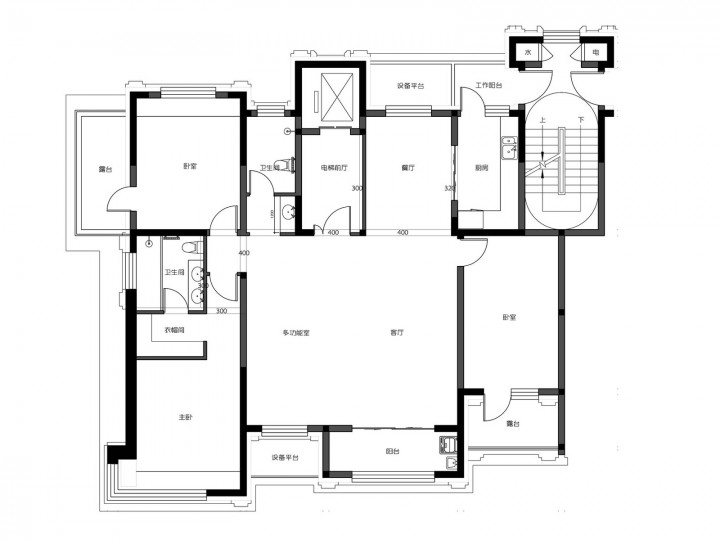 水
电
设备平台
工作阳台
上
下
露台
卧室
卫生间
电梯前厅
餐厅
厨房
300
320
400
400
400
卫生间
300
300
衣帽间
多功能室
客厅
卧室
主卧
露台
设备平台
阳台